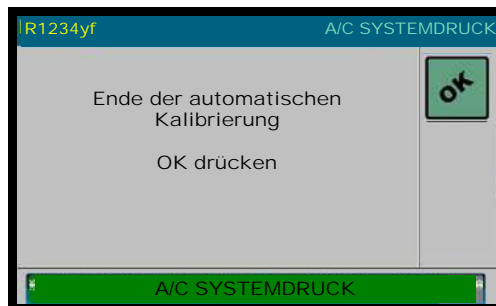 R1234yf
A/C SYSTEMDRUCK
Ende der automatischen
Kalibrierung
OK drücken
OK
A/C SYSTEMDRUCK